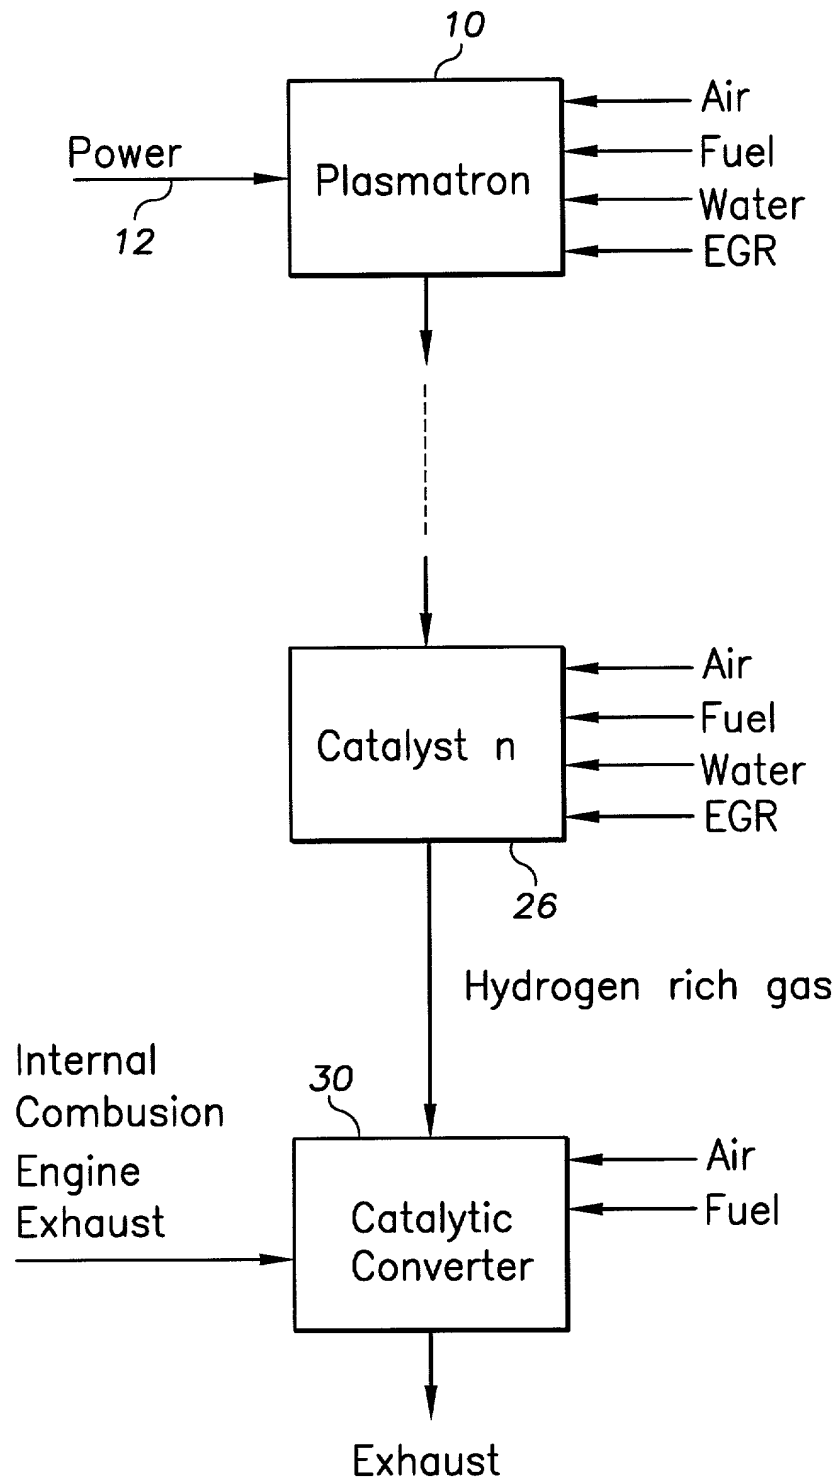 10
Air
Power
Plasmatron
Fuel
12
Water
EGR
Air
Catalyst n
Fuel
Water
EGR
26
Hydrogen rich gas
Internal
Combusion
Engine
Exhaust
30
Air
Catalytic
Converter
Fuel
Exhaust